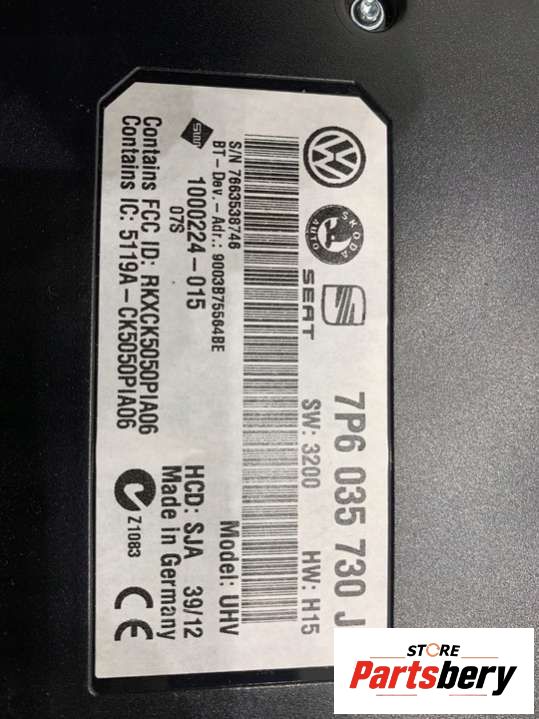 SKODA
AUTO
SEAT
7P6 035 730 J
SW: 3200 HW: H15
S/N 7663538746
BT-Dev.-Adr.: 9003B75564BE
Model: UHV
1000224-015
07S
HCD: SJA 39/12
Made in Germany
Contains FCC ID: RKXCK5050PIA06
Contains IC: 5119A-CK5050PIA06
Z1083
CE
STORE
Partsbery